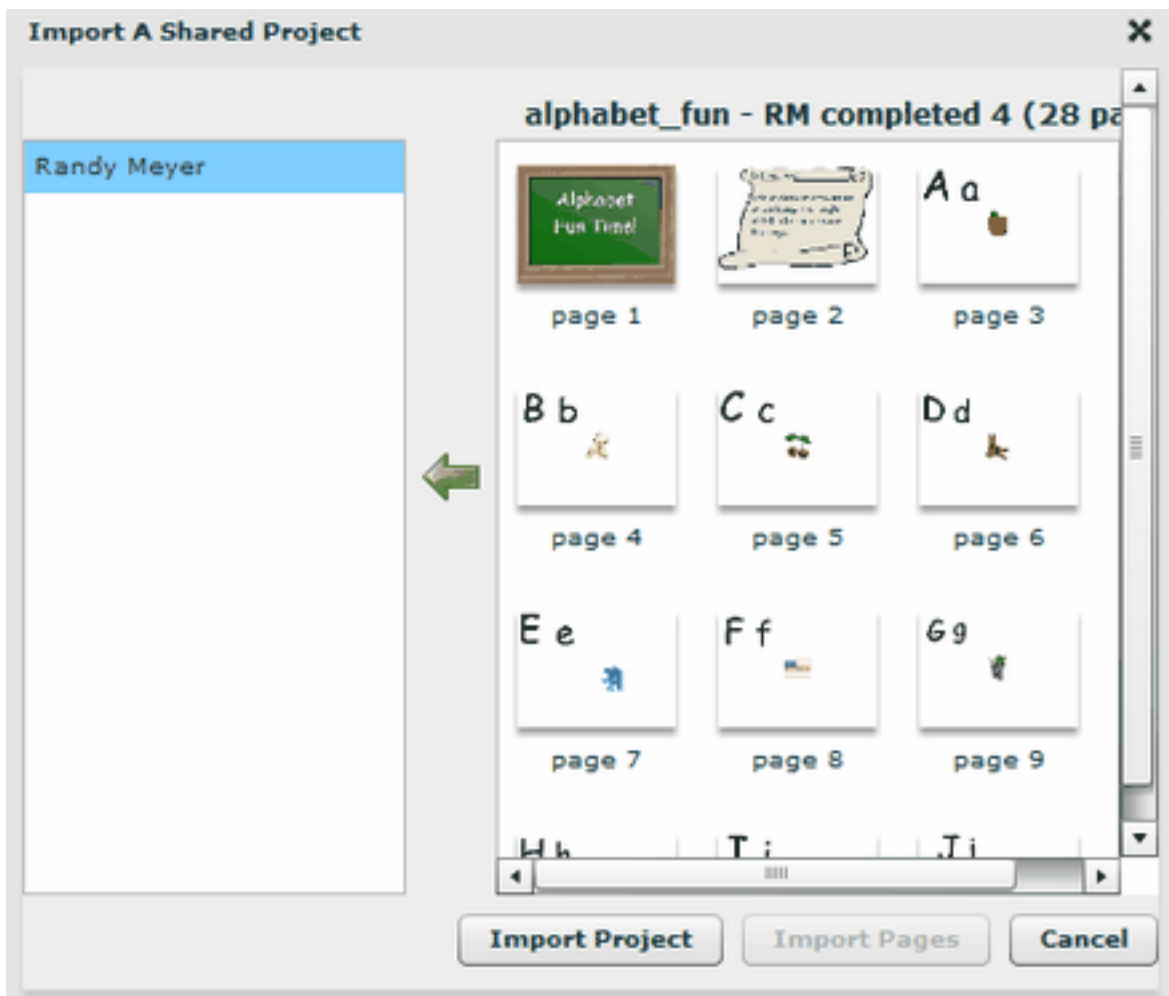 Import A Shared Project
alphabet_fun - RM completed 4 (28 pa
Randy Meyer
Alphabet
Fun Time!
A a
page 1 page 2 page 3
B b C c D d
page 4 page 5 page 6
E e F f G g
page 7 page 8 page 9
H h I i J j
Import Project Import Pages Cancel